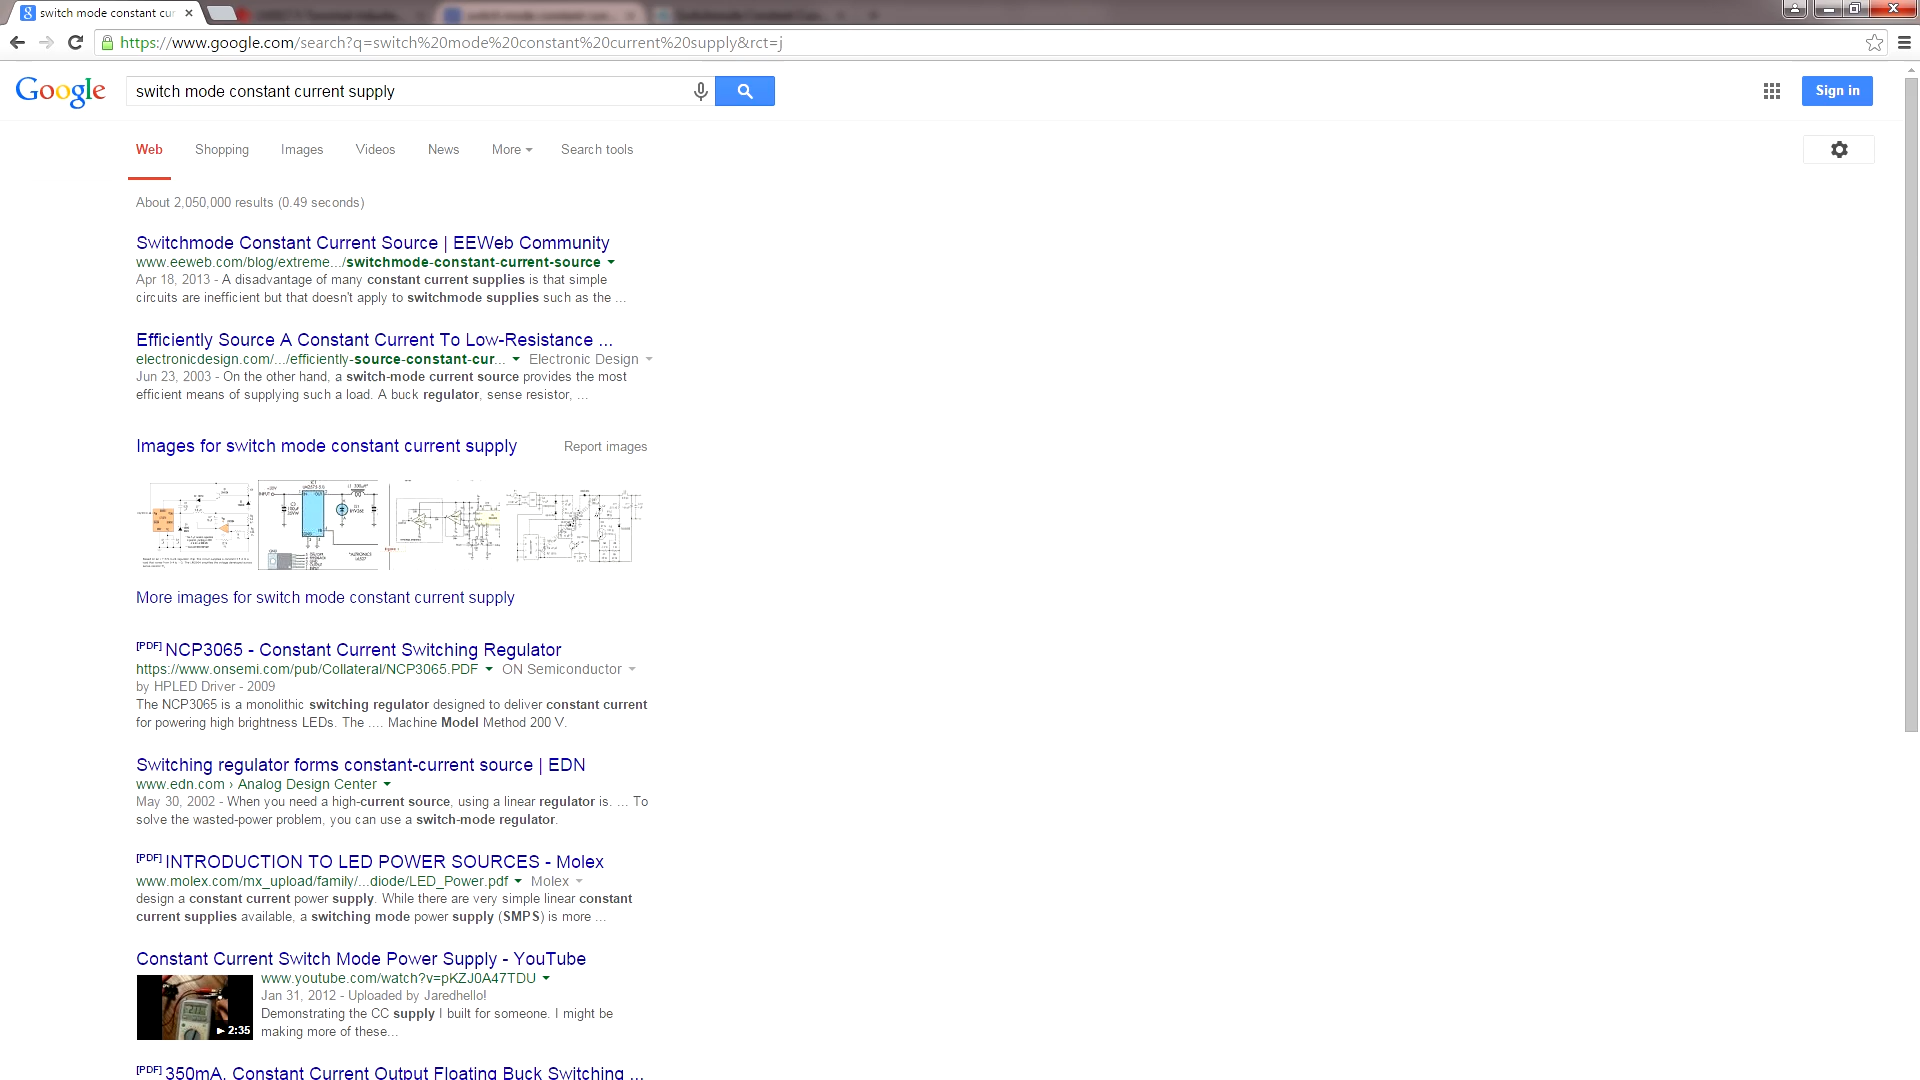 switch mode constant cur
https://www.google.com/search?q=switch%20mode%20constant%20current%20supply&rct=j
Google
switch mode constant current supply
Sign in
Web Shopping Images Videos News More Search tools
About 2,050,000 results (0.49 seconds)
Switchmode Constant Current Source | EEWeb Community
www.eeweb.com/blog/extreme.../switchmode-constant-current-source
Apr 18, 2013 - A disadvantage of many constant current supplies is that simple
circuits are inefficient but that doesn't apply to switchmode supplies such as the ...
Efficiently Source A Constant Current To Low-Resistance ...
electronicdesign.com/.../efficiently-source-constant-cur... Electronic Design
Jun 23, 2003 - On the other hand, a switch-mode current source provides the most
efficient means of supplying such a load. A buck regulator, sense resistor, ...
Images for switch mode constant current supply Report images
More images for switch mode constant current supply
[PDF] NCP3065 - Constant Current Switching Regulator
https://www.onsemi.com/pub/Collateral/NCP3065.PDF ON Semiconductor
by HPLED Driver - 2009
The NCP3065 is a monolithic switching regulator designed to deliver constant current
for powering high brightness LEDs. The .... Machine Model Method 200 V.
Switching regulator forms constant-current source | EDN
www.edn.com › Analog Design Center
May 30, 2002 - When you need a high-current source, using a linear regulator is. ... To
solve the wasted-power problem, you can use a switch-mode regulator.
[PDF] INTRODUCTION TO LED POWER SOURCES - Molex
www.molex.com/mx_upload/family/...diode/LED_Power.pdf Molex
design a constant current power supply. While there are very simple linear constant
current supplies available, a switching mode power supply (SMPS) is more ...
Constant Current Switch Mode Power Supply - YouTube
www.youtube.com/watch?v=pKZJ0A47TDU
Jan 31, 2012 - Uploaded by Jaredhello!
Demonstrating the CC supply I built for someone. I might be
making more of these...
2:35
[PDF] 350mA, Constant Current Output Floating Buck Switching ...